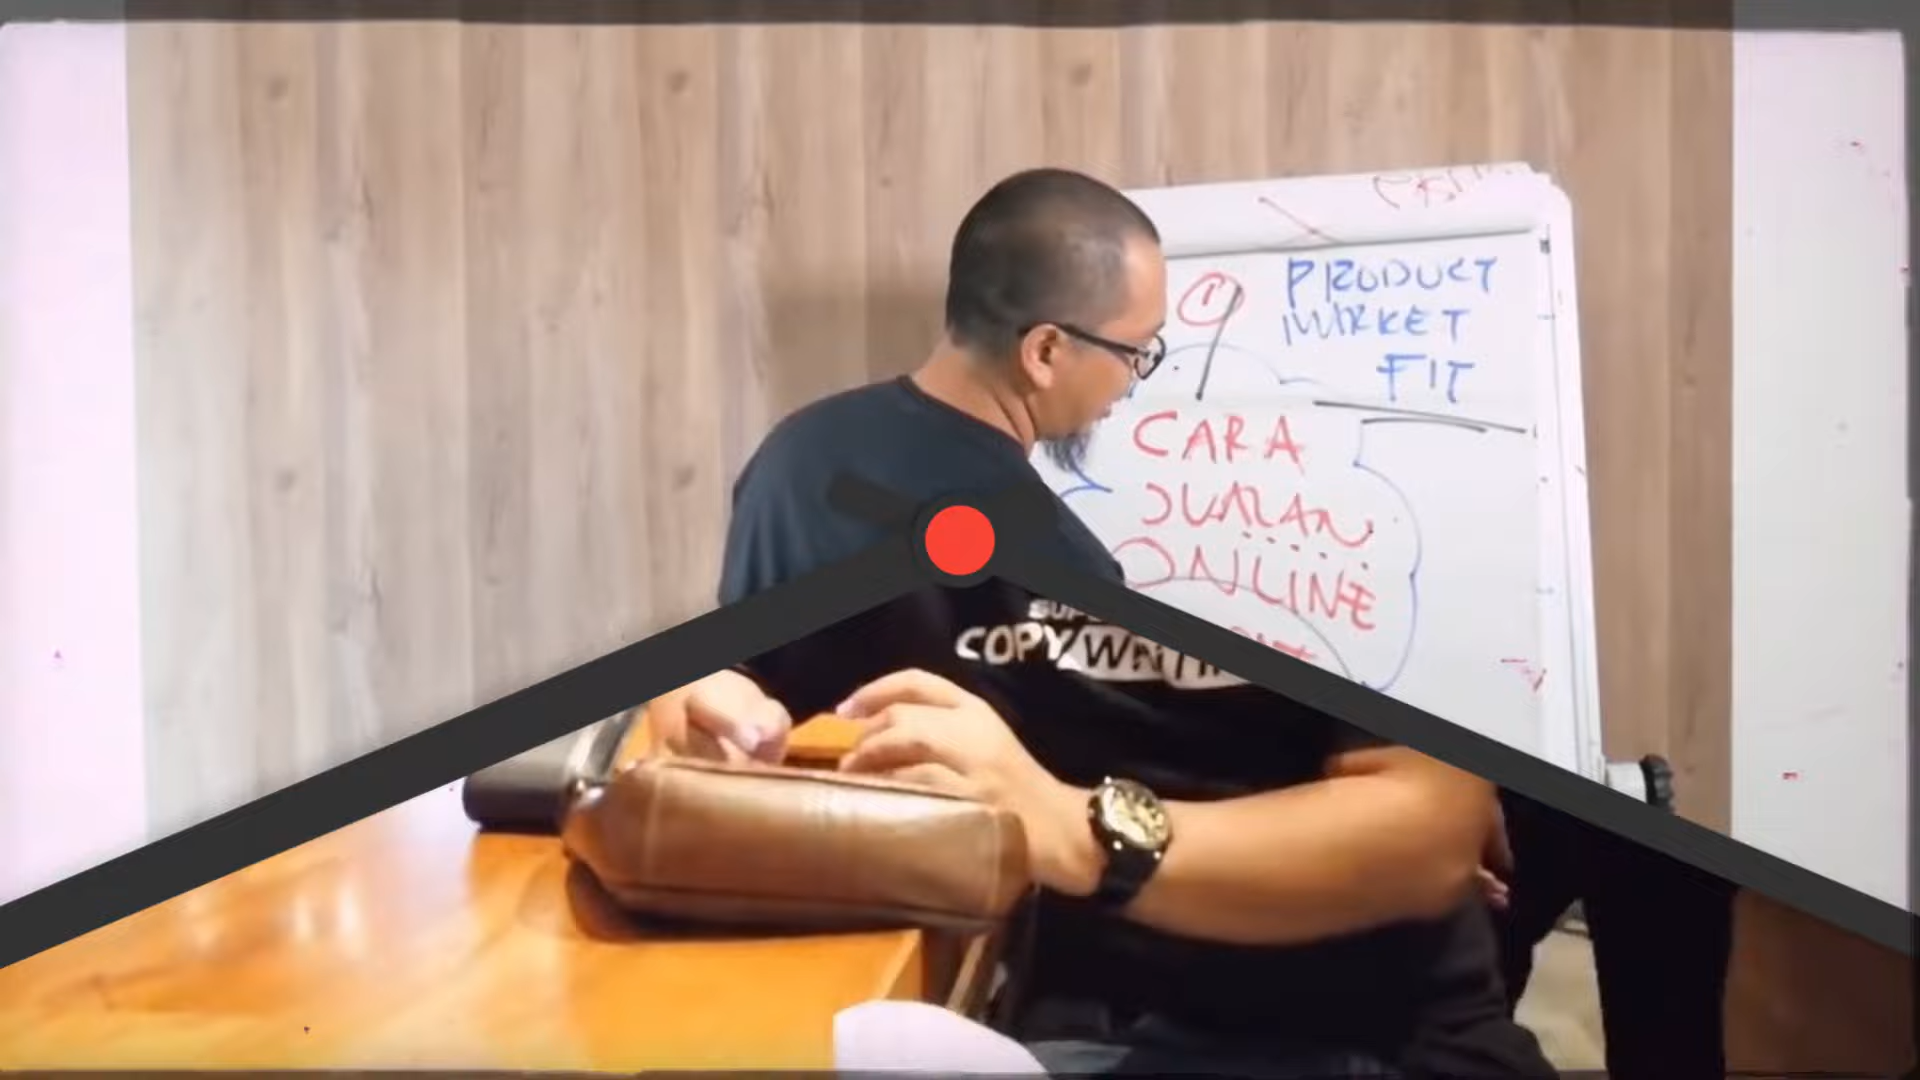 PRODUCT
MARKET
FIT
CARA
JUALAN
ONLINE
COPYWRITING